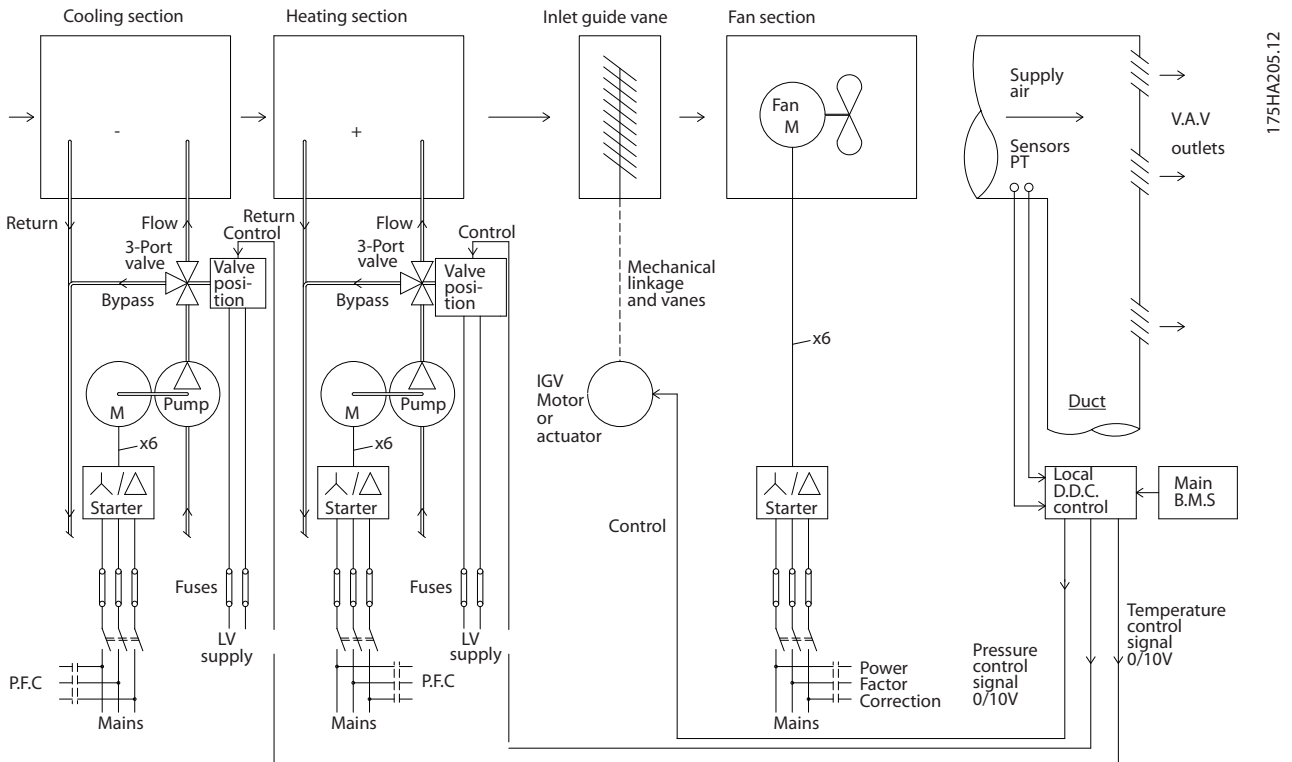 Cooling section
Heating section
Inlet guide vane
Fan section
175HA205.12
-
+
Fan
M
Supply
air
Sensors
PT
V.A.V
outlets
Return
Flow
3-Port
valve
Bypass
Control
Valve
posi-
tion
M
Pump
x6
Starter
Fuses
LV
supply
P.F.C
Mains
Return
Flow
3-Port
valve
Bypass
Control
Valve
posi-
tion
M
Pump
x6
Starter
Fuses
LV
supply
P.F.C
Mains
Mechanical
linkage
and vanes
IGV
Motor
or
actuator
Control
x6
Starter
Power
Factor
Correction
Mains
Duct
Local
D.D.C.
control
Main
B.M.S
Pressure
control
signal
0/10V
Temperature
control
signal
0/10V